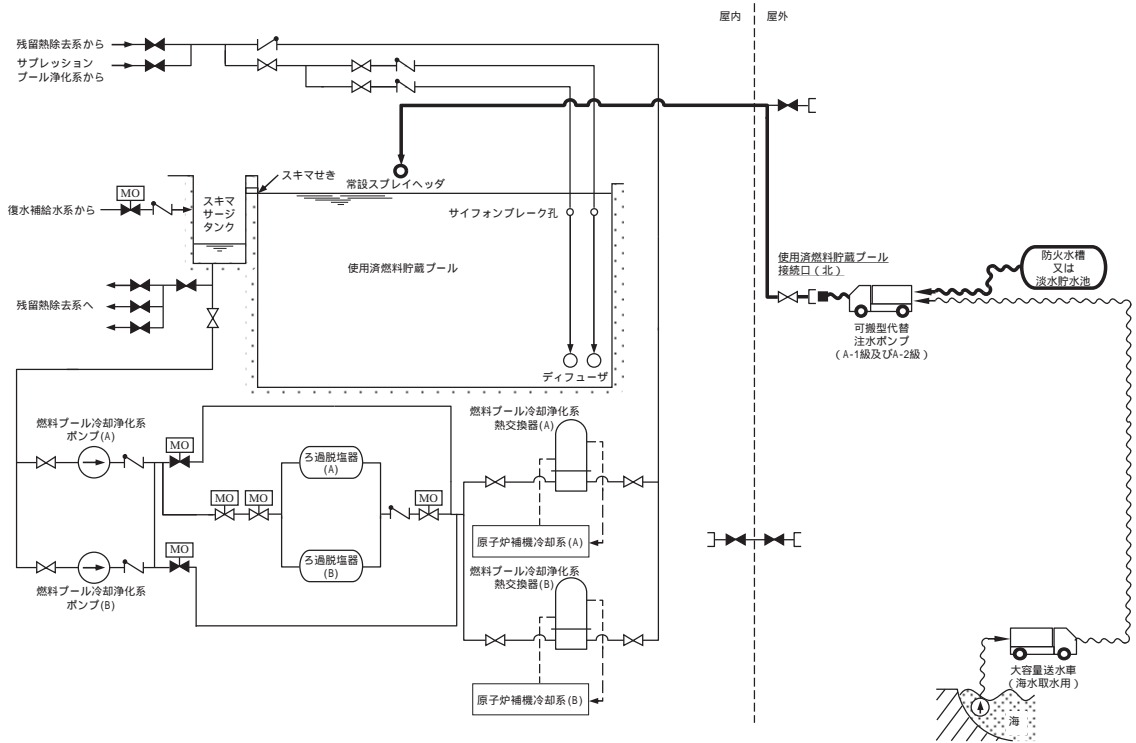 屋内
屋外
残留熱除去系から
サプレッション
プール浄化系から
スキマせき
常設スプレイヘッダ
MO
復水補給水系から
スキマ
サージ
タンク
サイフォンブレーク孔
使用済燃料貯蔵プール
残留熱除去系へ
ディフューザ
使用済燃料貯蔵プール
接続口(北)
防火水槽
又は
淡水貯水池
可搬型代替
注水ポンプ
(A-1級及びA-2級)
燃料プール冷却浄化系
ポンプ(A)
MO
ろ過脱塩器
(A)
MO
MO
MO
燃料プール冷却浄化系
熱交換器(A)
原子炉補機冷却系(A)
MO
ろ過脱塩器
(B)
燃料プール冷却浄化系
ポンプ(B)
燃料プール冷却浄化系
熱交換器(B)
原子炉補機冷却系(B)
大容量送水車
(海水取水用)
海